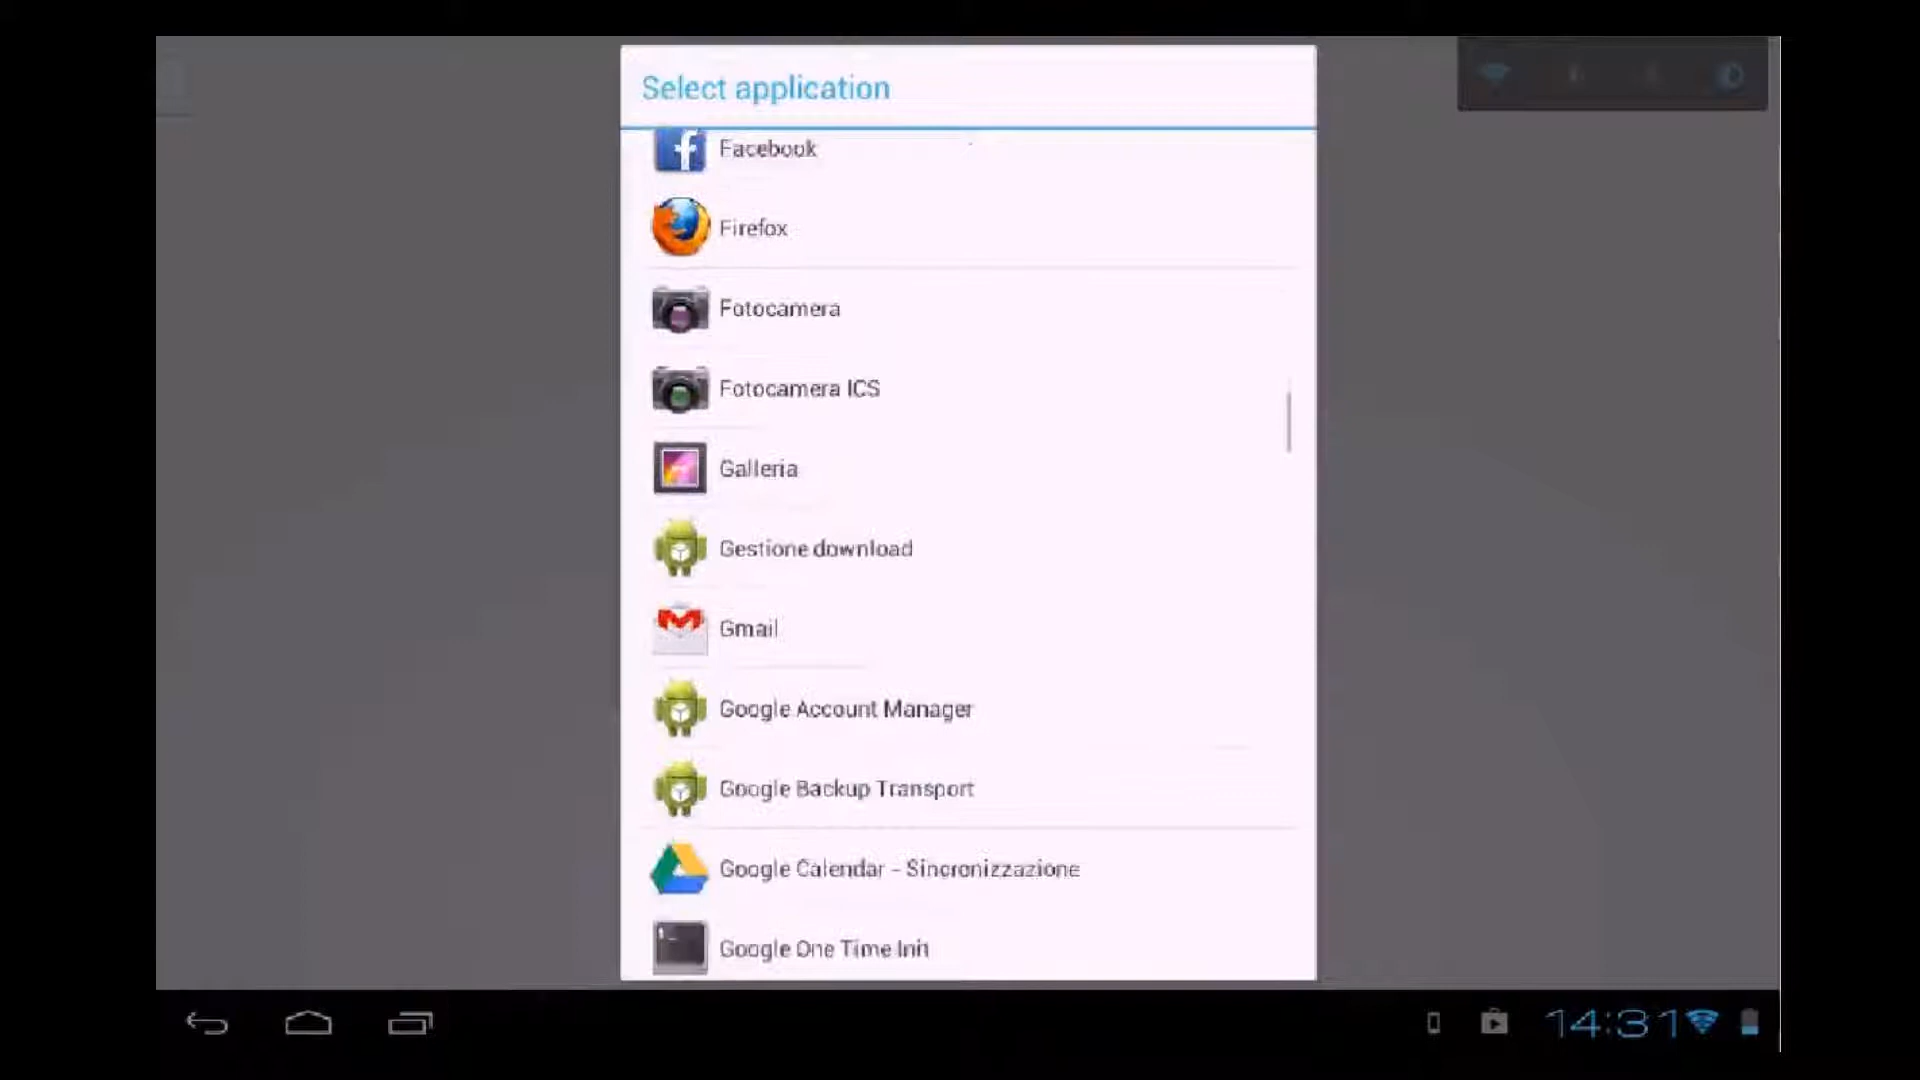 Select application
Facebook
Firefox
Fotocamera
Fotocamera ICS
Galleria
Gestione download
Gmail
Google Account Manager
Google Backup Transport
Google Calendar - Sincronizzazione
Google One Time Init
14:31